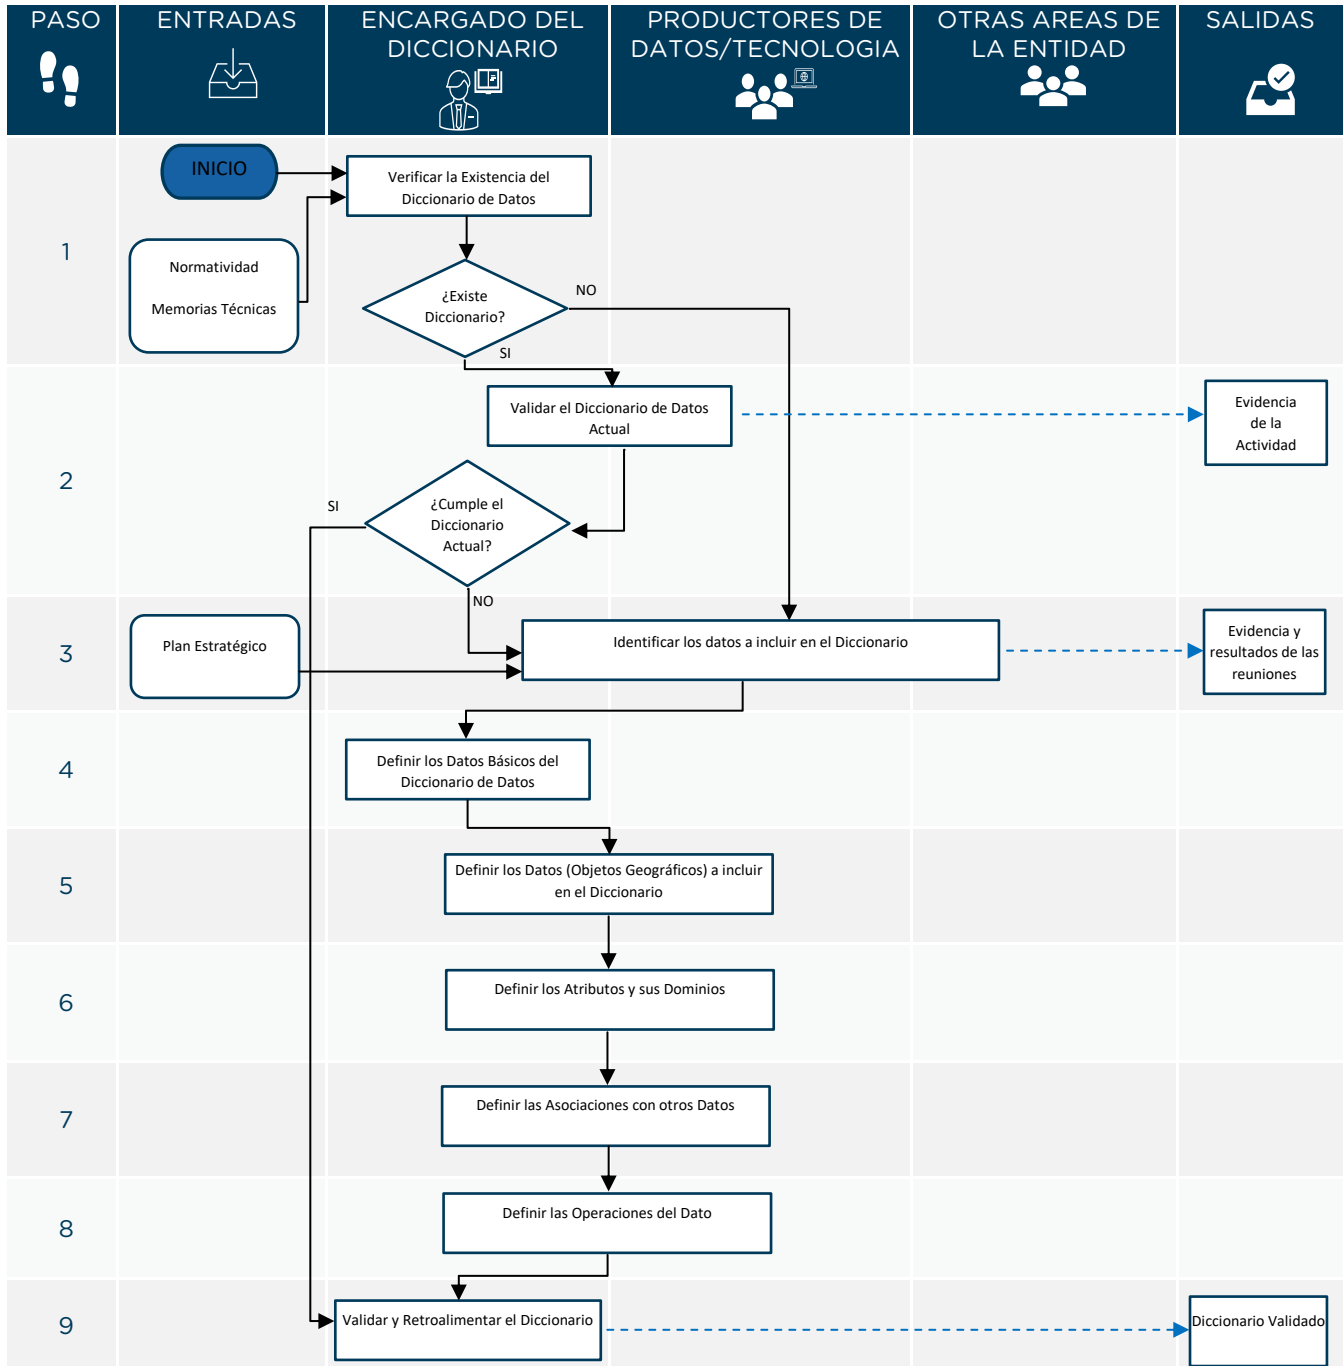 PASO
ENTRADAS
ENCARGADO DEL
DICCIONARIO
PRODUCTORES DE
DATOS/TECNOLOGIA
OTRAS AREAS DE
LA ENTIDAD
SALIDAS
INICIO
Verificar la Existencia del
Diccionario de Datos
1
Normatividad
Memorias Técnicas
¿Existe
Diccionario?
NO
SI
2
Validar el Diccionario de Datos
Actual
Evidencia
de la
Actividad
SI
¿Cumple el
Diccionario
Actual?
NO
3
Plan Estratégico
Identificar los datos a incluir en el Diccionario
Evidencia y
resultados de las
reuniones
4
Definir los Datos Básicos del
Diccionario de Datos
5
Definir los Datos (Objetos Geográficos) a incluir
en el Diccionario
6
Definir los Atributos y sus Dominios
7
Definir las Asociaciones con otros Datos
8
Definir las Operaciones del Dato
9
Validar y Retroalimentar el Diccionario
Diccionario Validado